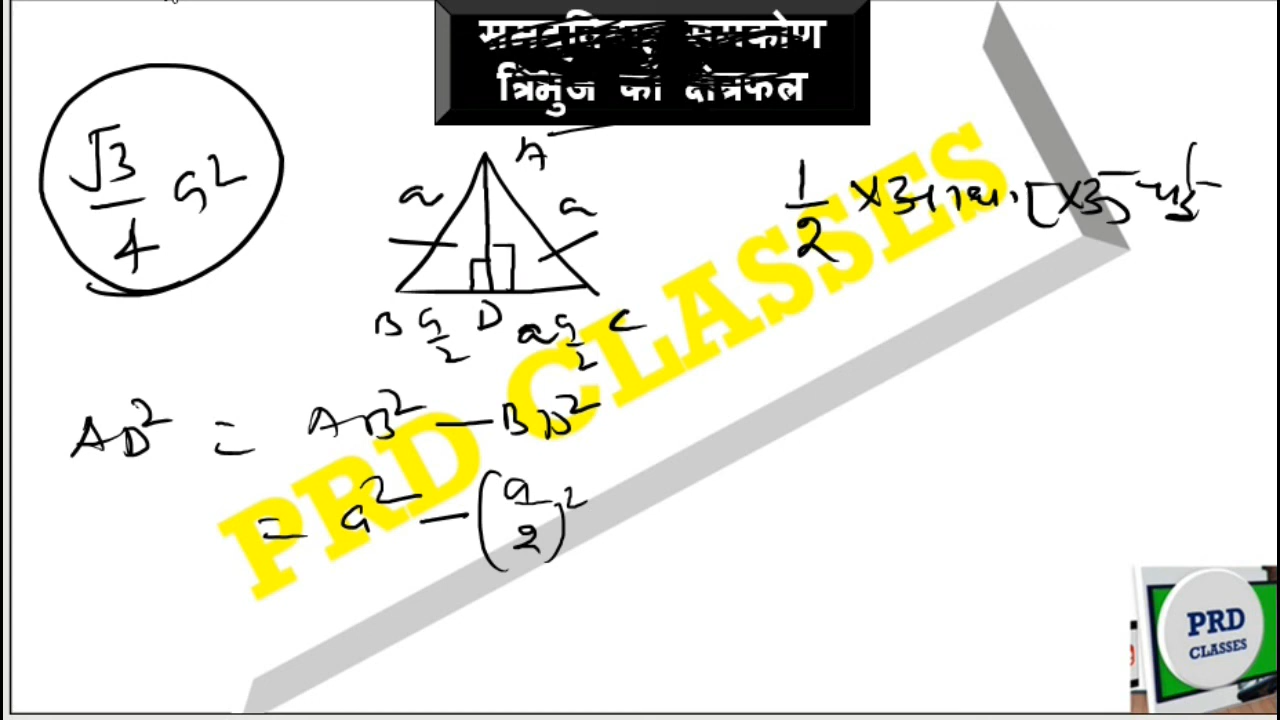 समकोण
त्रिभुज का क्षेत्रफल
√3/4 a²
A
a a
B a/2 D a a/2 C
1/2 × आधार × ऊँचाई
AD² = AB² — BD²
= a² — (a/2)²
PRD CLASSES
PRD
CLASSES